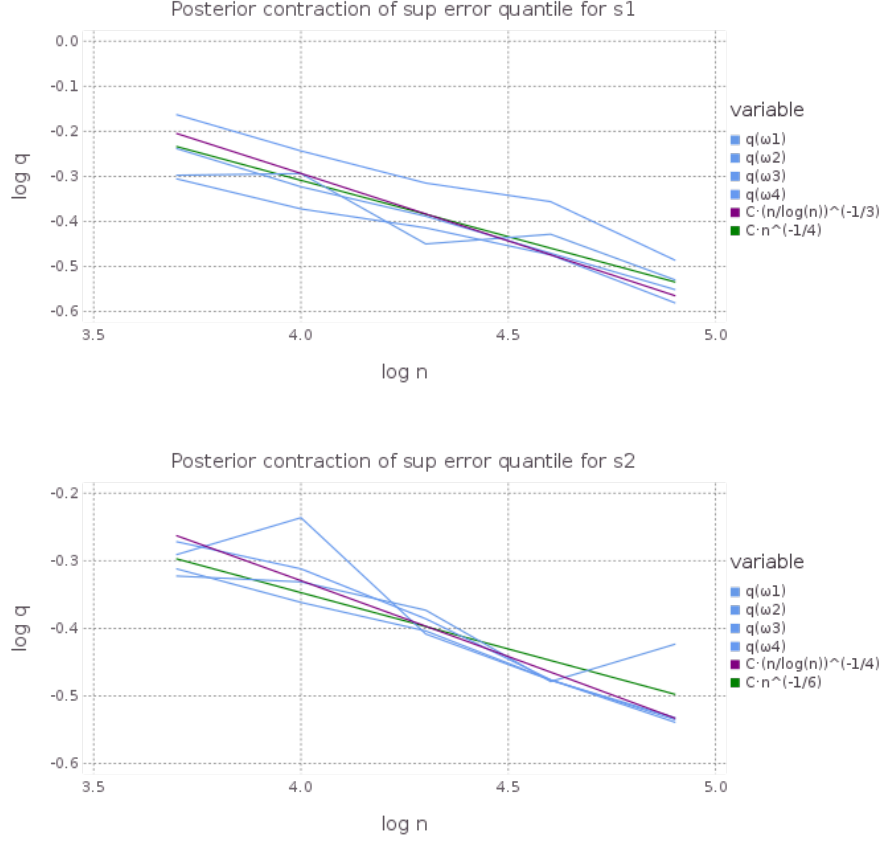 Posterior contraction of sup error quantile for s1
0.0
-0.1
-0.2
-0.3
-0.4
-0.5
-0.6
log q
3.5 4.0 4.5 5.0
log n
variable
q(ω1)
q(ω2)
q(ω3)
q(ω4)
C·(n/log(n))^(-1/3)
C·n^(-1/4)
Posterior contraction of sup error quantile for s2
-0.2
-0.3
-0.4
-0.5
-0.6
log q
3.5 4.0 4.5 5.0
log n
variable
q(ω1)
q(ω2)
q(ω3)
q(ω4)
C·(n/log(n))^(-1/4)
C·n^(-1/6)